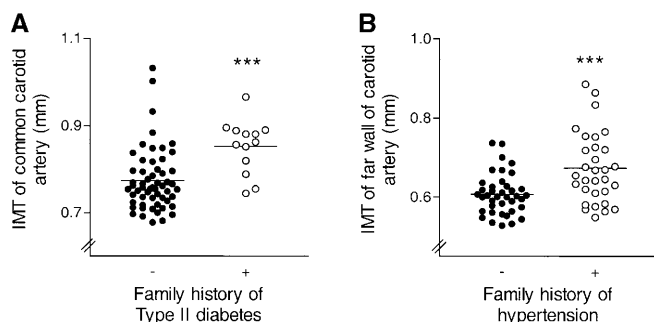 A
IMT of common carotid
artery (mm)
1.1
0.9
0.7
***
-
+
Family history of
Type II diabetes
B
IMT of far wall of carotid
artery (mm)
1.0
0.8
0.6
***
-
+
Family history of
hypertension